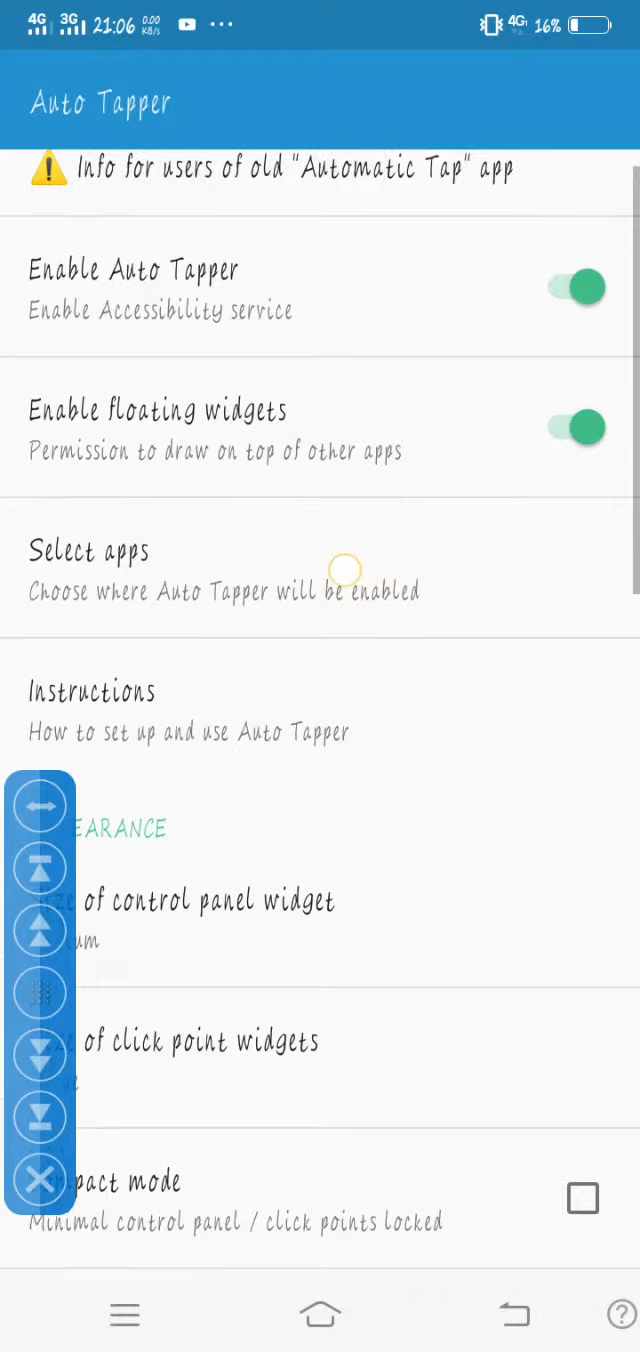 4G 3G 21:06 0.00 KB/s 4G 16%
Auto Tapper
Info for users of old "Automatic Tap" app
Enable Auto Tapper
Enable Accessibility service
Enable floating widgets
Permission to draw on top of other apps
Select apps
Choose where Auto Tapper will be enabled
Instructions
How to set up and use Auto Tapper
EARANCE
ze of control panel widget
um
ze of click point widgets
pact mode
Minimal control panel / click points locked